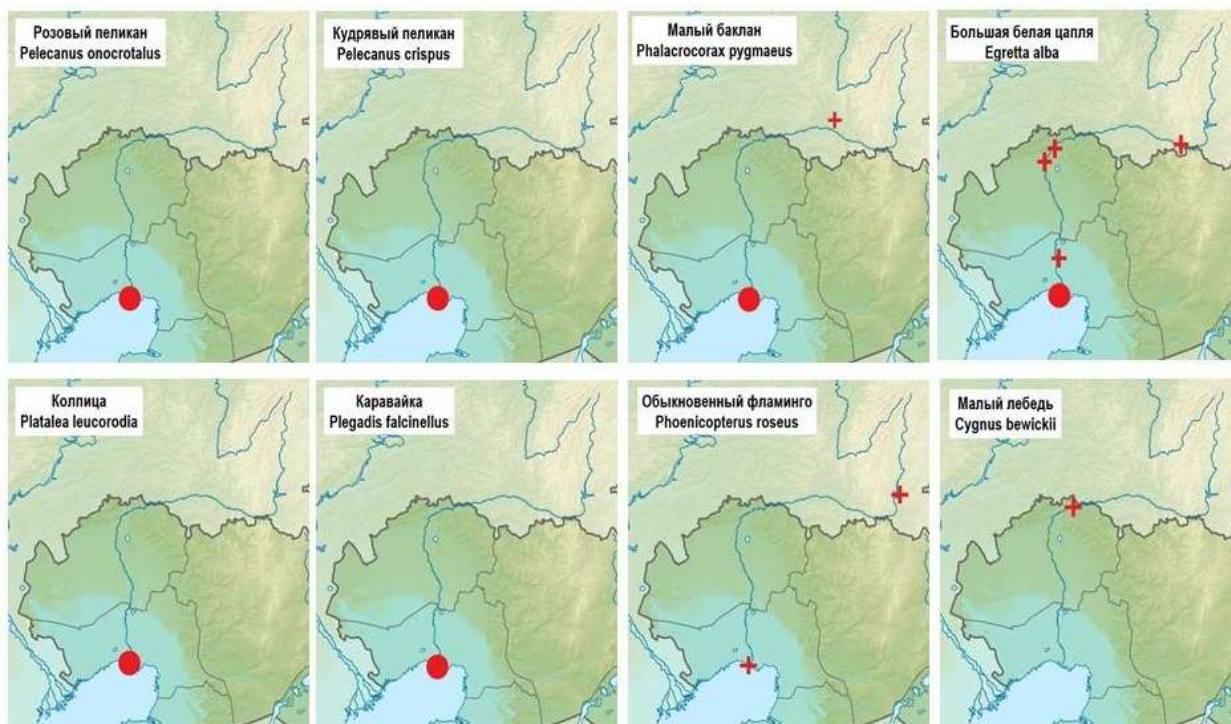 Розовый пеликан
Pelecanus onocrotalus
Кудрявый пеликан
Pelecanus crispus
Малый баклан
Phalacrocorax pygmaeus
Большая белая цапля
Egretta alba
Колпица
Platalea leucorodia
Каравайка
Plegadis falcinellus
Обыкновенный фламинго
Phoenicopterus roseus
Малый лебедь
Cygnus bewickii